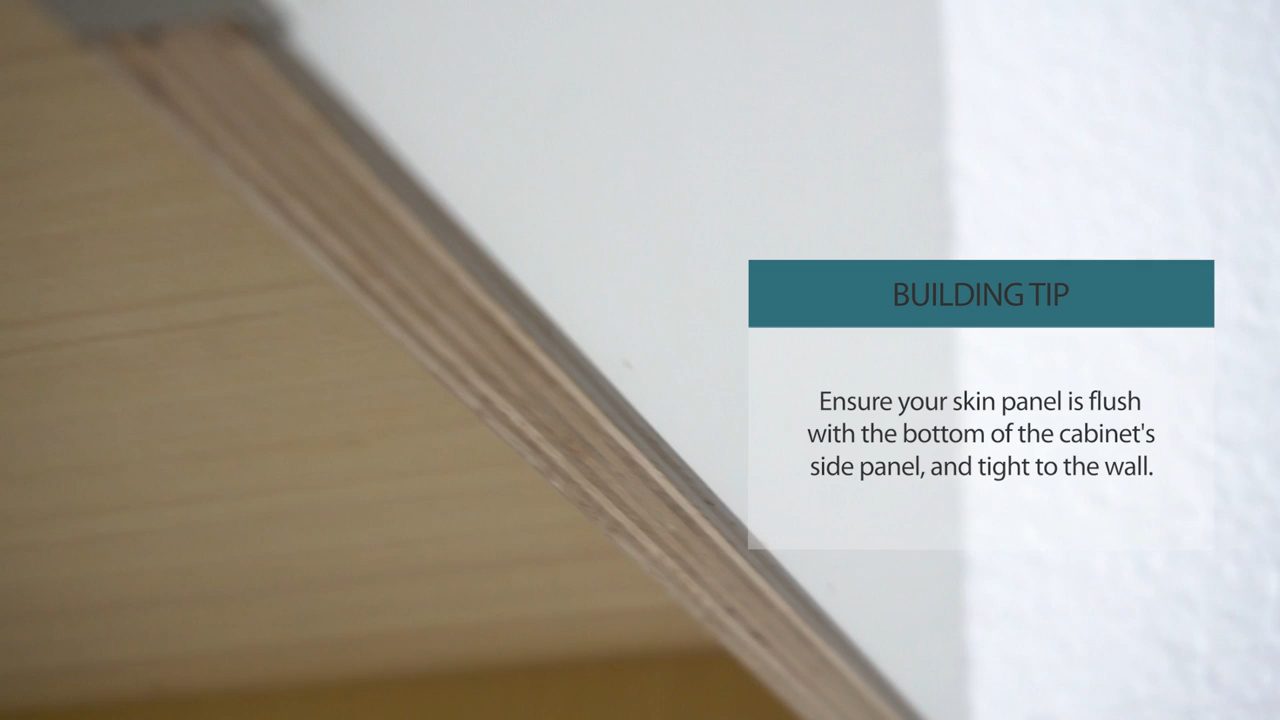 BUILDING TIP
Ensure your skin panel is flush
with the bottom of the cabinet's
side panel, and tight to the wall.